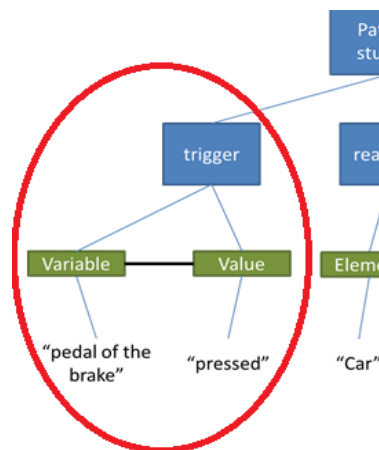 trigger
Variable
Value
"pedal of the
brake"
"pressed"
"Car"